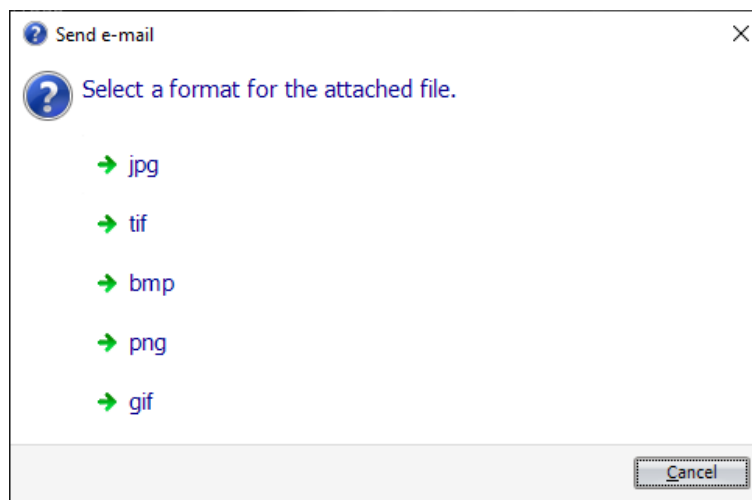 Send e-mail
Select a format for the attached file.
jpg
tif
bmp
png
gif
Cancel